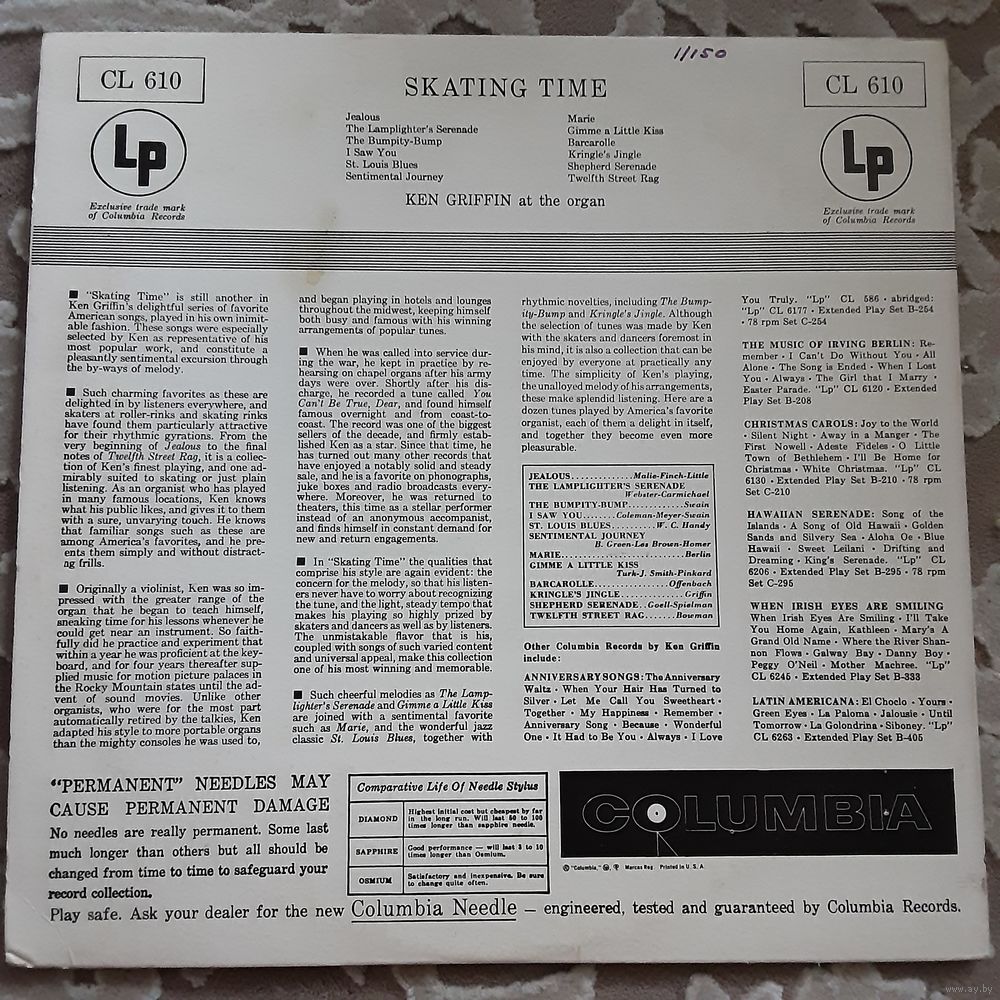 1/150
CL 610
SKATING TIME
CL 610
Lp
Exclusive trade mark
of Columbia Records
Jealous
The Lamplighter's Serenade
The Bumpity-Bump
I Saw You
St. Louis Blues
Sentimental Journey
Marie
Gimme a Little Kiss
Barcarolle
Kringle's Jingle
Shepherd Serenade
Twelfth Street Rag
KEN GRIFFIN at the organ
Lp
Exclusive trade mark
of Columbia Records
■ "Skating Time" is still another in
Ken Griffin's delightful series of favorite
American songs, played in his own inimit-
able fashion. These songs were especially
selected by Ken as representative of his
most popular work, and constitute a
pleasantly sentimental excursion through
the by-ways of melody.
■ Such charming favorites as these are
delighted in by listeners everywhere, and
skaters at roller-rinks and skating rinks
have found them particularly attractive
for their rhythmic gyrations. From the
very beginning of Jealous to the final
notes of Twelfth Street Rag, it is a collec-
tion of Ken's finest playing, and one ad-
mirably suited to skating or just plain
listening. As an organist who has played
in many famous locations, Ken knows
what his public likes, and gives it to them
with a sure, unvarying touch. He knows
that familiar songs such as these are
among America's favorites, and he pre-
ents them simply and without distract-
ng frills.
■ Originally a violinist, Ken was so im-
pressed with the greater range of the
organ that he began to teach himself,
sneaking time for his lessons whenever he
could get near an instrument. So faith-
fully did he practice and experiment that
within a year he was proficient at the key-
board, and for four years thereafter sup-
plied music for motion picture palaces in
the Rocky Mountain states until the ad-
vent of sound movies. Unlike other
organists, who were for the most part
automatically retired by the talkies, Ken
adapted his style to more portable organs
than the mighty consoles he was used to,
and began playing in hotels and lounges
throughout the midwest, keeping himself
both busy and famous with his winning
arrangements of popular tunes.
■ When he was called into service dur-
ing the war, he kept in practice by re-
hearsing on chapel organs after his army
days were over. Shortly after his dis-
charge, he recorded a tune called You
Can't Be True, Dear, and found himself
famous overnight and from coast-to-
coast. The record was one of the biggest
sellers of the decade, and firmly estab-
lished Ken as a star. Since that time, he
has turned out many other records that
have enjoyed a notably solid and steady
sale, and he is a favorite on phonographs,
juke boxes and radio broadcasts every-
where. Moreover, he was returned to
theaters, this time as a stellar performer
instead of an anonymous accompanist,
and finds himself in constant demand for
new and return engagements.
■ In "Skating Time" the qualities that
comprise his style are again evident: the
concern for the melody, so that his listen-
ers never have to worry about recognizing
the tune, and the light, steady tempo that
makes his playing so highly prized by
skaters and dancers as well as by listeners.
The unmistakable flavor that is his,
coupled with songs of such varied content
and universal appeal, make this collection
one of his most winning and memorable.
■ Such cheerful melodies as The Lamp-
lighter's Serenade and Gimme a Little Kiss
are joined with a sentimental favorite
such as Marie, and the wonderful jazz
classic St. Louis Blues, together with
rhythmic novelties, including The Bump-
ity-Bump and Kringle's Jingle. Although
the selection of tunes was made by Ken
with the skaters and dancers foremost in
his mind, it is also a collection that can be
enjoyed by everyone at practically any
time. The simplicity of Ken's playing,
the unalloyed melody of his arrangements,
these make splendid listening. Here are a
dozen tunes played by America's favorite
organist, each of them a delight in itself,
and together they become even more
pleasurable.
JEALOUS.............Malie-Finch-Little
THE LAMPLIGHTER'S SERENADE
Webster-Carmichael
THE BUMPITY-BUMP............Swain
I SAW YOU.......Coleman-Meyer-Swain
ST. LOUIS BLUES..........W. C. Handy
SENTIMENTAL JOURNEY
B. Green-Les Brown-Homer
MARIE..........................Berlin
GIMME A LITTLE KISS
Turk-J. Smith-Pinkard
BARCAROLLE................Offenbach
KRINGLE'S JINGLE..............Griffin
SHEPHERD SERENADE..Goell-Spielman
TWELFTH STREET RAG.......Bowman
Other Columbia Records by Ken Griffin
include:
ANNIVERSARY SONGS: The Anniversary
Waltz · When Your Hair Has Turned to
Silver · Let Me Call You Sweetheart
· Together · My Happiness · Remember ·
Anniversary Song · Because · Wonderful
One · It Had to Be You · Always · I Love
You Truly. "Lp" CL 586 · abridged:
"Lp" CL 6177 · Extended Play Set B-254
· 78 rpm Set C-254
THE MUSIC OF IRVING BERLIN: Re-
member · I Can't Do Without You · All
Alone · The Song is Ended · When I Lost
You · Always · The Girl that I Marry ·
Easter Parade. "Lp" CL 6120 · Extended
Play Set B-208
CHRISTMAS CAROLS: Joy to the World
· Silent Night · Away in a Manger · The
First Nowell · Adeste Fideles · O Little
Town of Bethlehem · I'll Be Home for
Christmas · White Christmas. "Lp" CL
6130 · Extended Play Set B-210 · 78 rpm
Set C-210
HAWAIIAN SERENADE: Song of the
Islands · A Song of Old Hawaii · Golden
Sands and Silvery Sea · Aloha Oe · Blue
Hawaii · Sweet Leilani · Drifting and
Dreaming · King's Serenade. "Lp" CL
6206 · Extended Play Set B-295 · 78 rpm
Set C-295
WHEN IRISH EYES ARE SMILING
When Irish Eyes Are Smiling · I'll Take
You Home Again, Kathleen · Mary's A
Grand Old Name · Where the River Shan-
non Flows · Galway Bay · Danny Boy ·
Peggy O'Neil · Mother Machree. "Lp"
CL 6245 · Extended Play Set B-333
LATIN AMERICANA: El Choclo · Yours ·
Green Eyes · La Paloma · Jalousie · Until
Tomorrow · La Golondrina · Siboney. "Lp"
CL 6263 · Extended Play Set B-405
"PERMANENT" NEEDLES MAY
CAUSE PERMANENT DAMAGE
No needles are really permanent. Some last
much longer than others but all should be
changed from time to time to safeguard your
record collection.
Comparative Life Of Needle Stylus
DIAMOND
Highest initial cost but cheapest by far
in the long run. Will last 50 to 100
times longer than sapphire needle.
SAPPHIRE
Good performance — will last 3 to 10
times longer than Osmium.
OSMIUM
Satisfactory and inexpensive. Be sure
to change quite often.
COLUMBIA
"Columbia," Marcas Reg. Printed in U. S. A.
Play safe. Ask your dealer for the new Columbia Needle — engineered, tested and guaranteed by Columbia Records.
www.ay.by